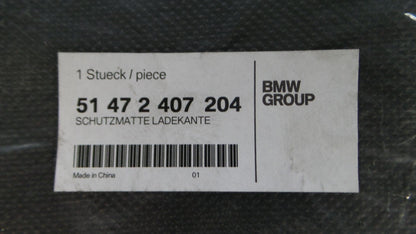 1 Stueck / piece
51 47 2 407 204
SCHUTZMATTE LADEKANTE
Made in China
01
BMW
GROUP